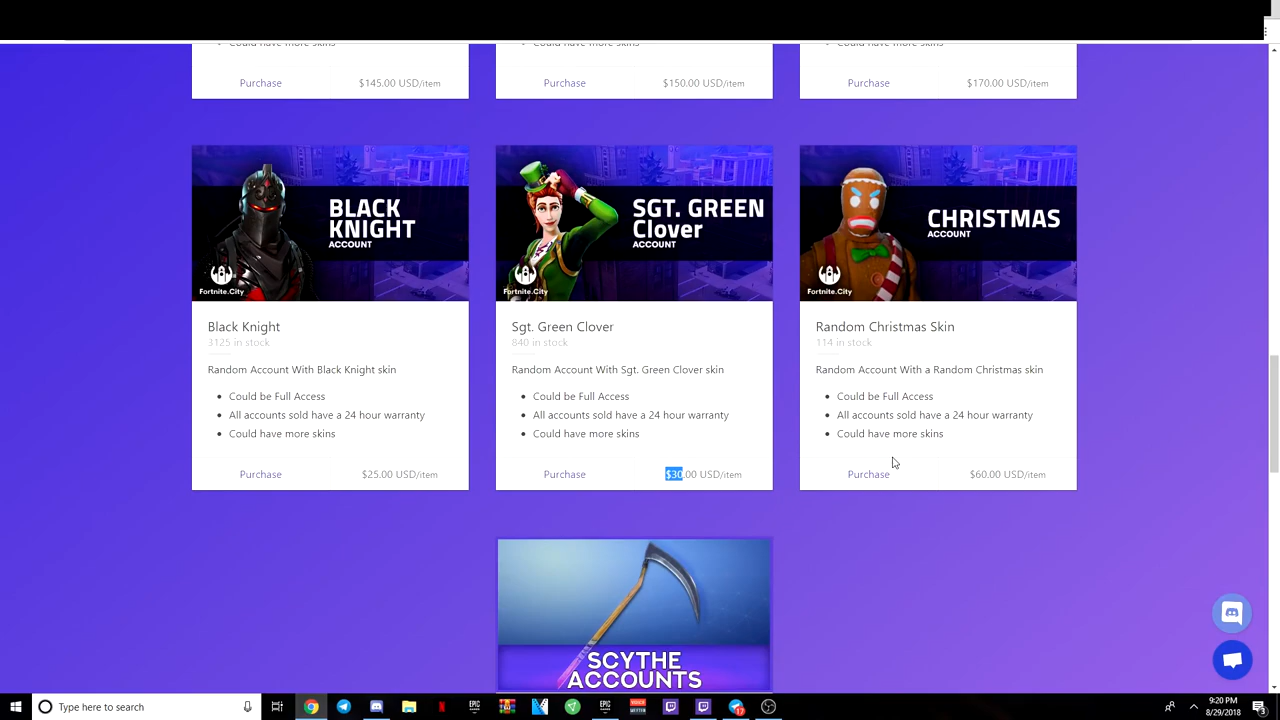 Could have more skins
Could have more skins
Could have more skins
Purchase $145.00 USD/item
Purchase $150.00 USD/item
Purchase $170.00 USD/item
BLACK
KNIGHT
ACCOUNT
Fortnite.City
SGT. GREEN
Clover
ACCOUNT
Fortnite.City
CHRISTMAS
ACCOUNT
Fortnite.City
Black Knight
3125 in stock
Random Account With Black Knight skin
Could be Full Access
All accounts sold have a 24 hour warranty
Could have more skins
Purchase $25.00 USD/item
Sgt. Green Clover
840 in stock
Random Account With Sgt. Green Clover skin
Could be Full Access
All accounts sold have a 24 hour warranty
Could have more skins
Purchase $30.00 USD/item
Random Christmas Skin
114 in stock
Random Account With a Random Christmas skin
Could be Full Access
All accounts sold have a 24 hour warranty
Could have more skins
Purchase $60.00 USD/item
SCYTHE
ACCOUNTS
Type here to search
9:20 PM
8/29/2018